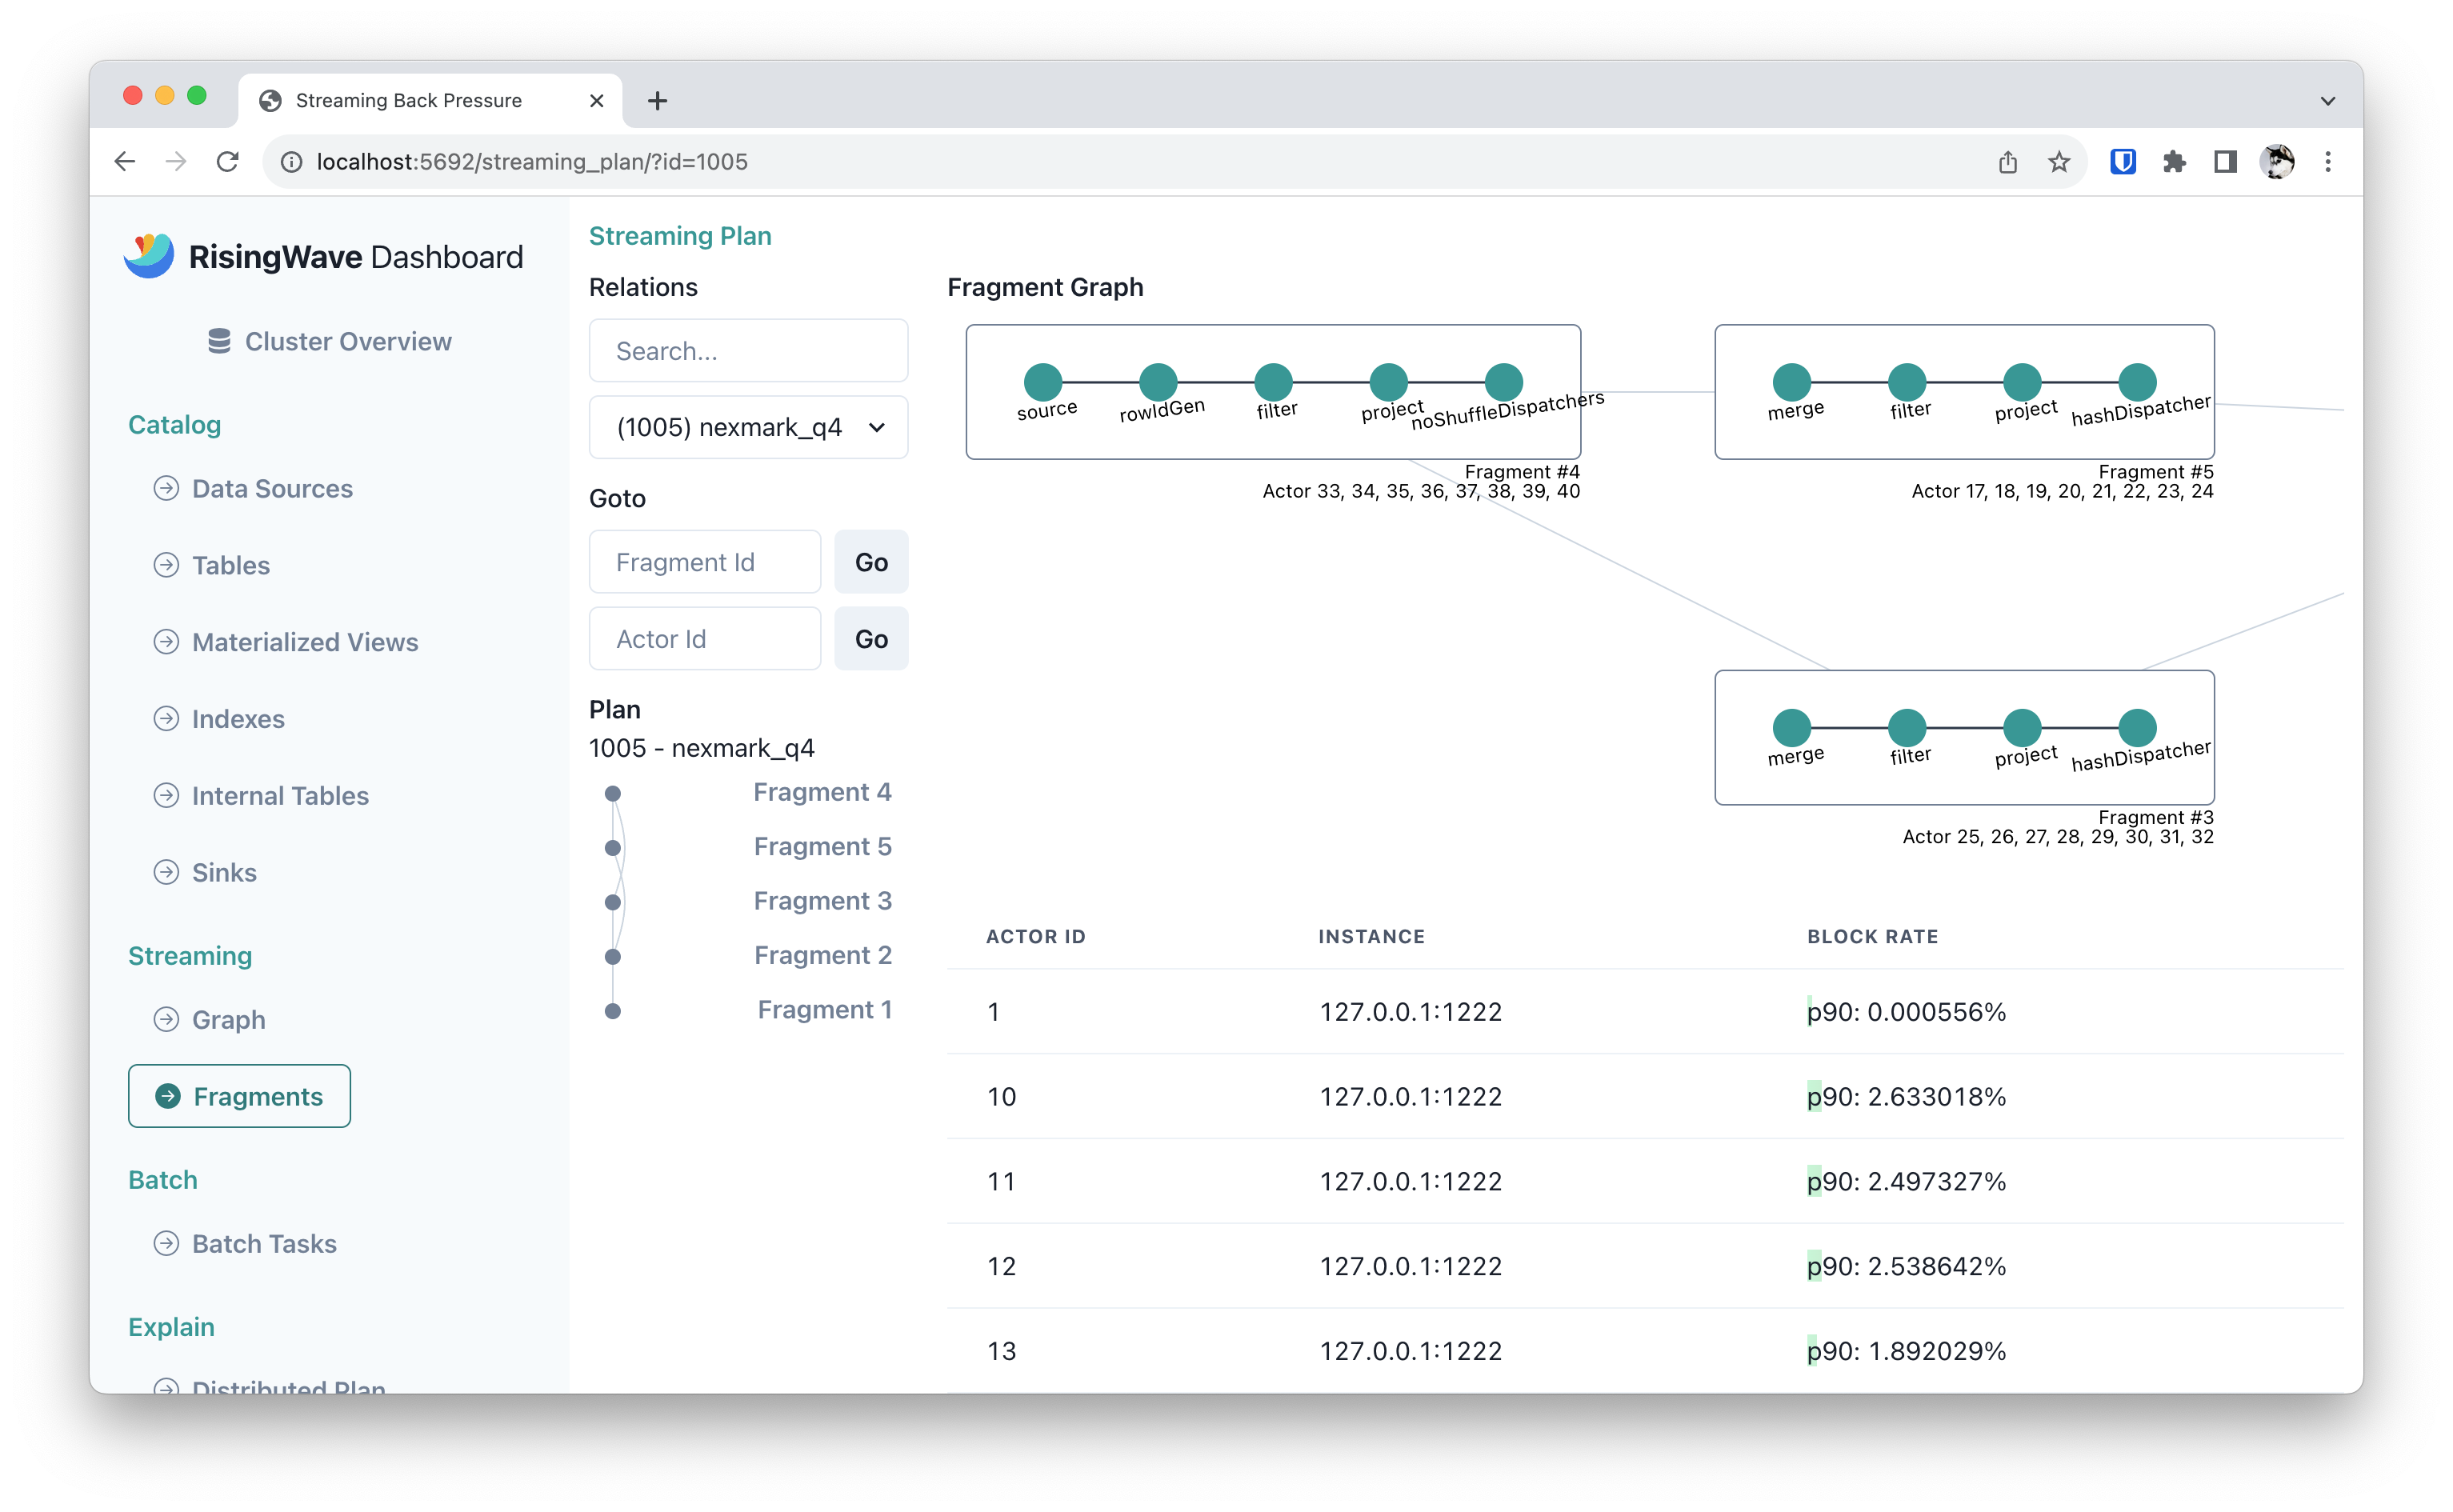 Streaming Back Pressure
localhost:5692/streaming_plan/?id=1005
RisingWave Dashboard
Cluster Overview
Catalog
Data Sources
Tables
Materialized Views
Indexes
Internal Tables
Sinks
Streaming
Graph
Fragments
Batch
Batch Tasks
Explain
Distributed Plan
Streaming Plan
Relations
Search...
(1005) nexmark_q4
Goto
Fragment Id
Go
Actor Id
Go
Plan
1005 - nexmark_q4
Fragment 4
Fragment 5
Fragment 3
Fragment 2
Fragment 1
Fragment Graph
source
rowIdGen
filter
project
noShuffleDispatchers
Fragment #4
Actor 33, 34, 35, 36, 37, 38, 39, 40
merge
filter
project
hashDispatcher
Fragment #5
Actor 17, 18, 19, 20, 21, 22, 23, 24
merge
filter
project
hashDispatcher
Fragment #3
Actor 25, 26, 27, 28, 29, 30, 31, 32
ACTOR ID INSTANCE BLOCK RATE
1 127.0.0.1:1222 p90: 0.000556%
10 127.0.0.1:1222 p90: 2.633018%
11 127.0.0.1:1222 p90: 2.497327%
12 127.0.0.1:1222 p90: 2.538642%
13 127.0.0.1:1222 p90: 1.892029%